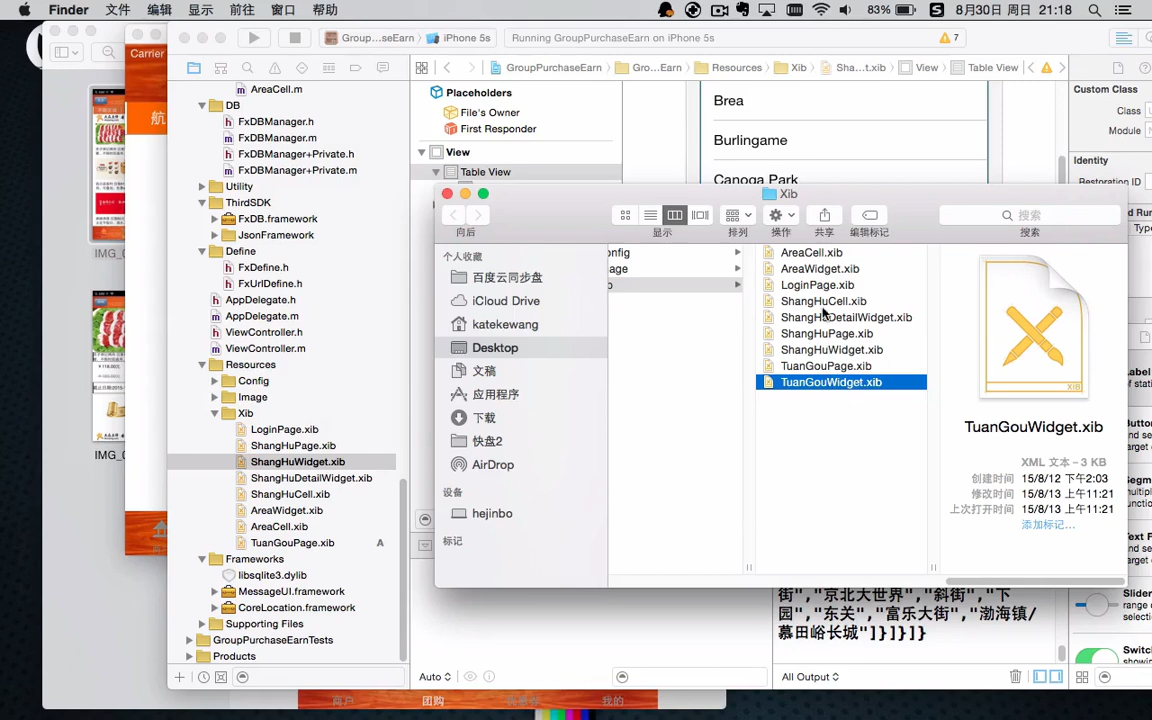 Finder 文件 编辑 显示 前往 窗口 帮助 83% 8月30日 周日 21:18
Carrier
Group...seEarn iPhone 5s
Running GroupPurchaseEarn on iPhone 5s
7
航
IMG_0
IMG_0
AreaCell.m
DB
FxDBManager.h
FxDBManager.m
FxDBManager+Private.h
FxDBManager+Private.m
Utility
ThirdSDK
FxDB.framework
JsonFramework
Define
FxDefine.h
FxUrlDefine.h
AppDelegate.h
AppDelegate.m
ViewController.h
ViewController.m
Resources
Config
Image
Xib
LoginPage.xib
ShangHuPage.xib
ShangHuWidget.xib
ShangHuDetailWidget.xib
ShangHuCell.xib
AreaWidget.xib
AreaCell.xib
TuanGouPage.xib A
Frameworks
libsqlite3.dylib
MessageUI.framework
CoreLocation.framework
Supporting Files
GroupPurchaseEarnTests
Products
GroupPurchaseEarn Gro...Earn Resources Xib Sha...t.xib View Table View
Placeholders
File's Owner
First Responder
View
Table View
Brea
Burlingame
Canoga Park
Custom Class
Class
Module
Identity
Restoration ID
Xib
向后 显示 排列 操作 共享 编辑标记 搜索
搜索
个人收藏
百度云同步盘
iCloud Drive
katekewang
Desktop
文稿
应用程序
下载
快盘2
AirDrop
设备
hejinbo
标记
AreaCell.xib
AreaWidget.xib
LoginPage.xib
ShangHuCell.xib
ShangHuDetailWidget.xib
ShangHuPage.xib
ShangHuWidget.xib
TuanGouPage.xib
TuanGouWidget.xib
XIB
TuanGouWidget.xib
XML 文本 – 3 KB
创建时间 15/8/12 下午2:03
修改时间 15/8/13 上午11:21
上次打开时间 15/8/13 上午11:21
添加标记...
街","京北大世界","斜街","下
园","东关","富乐大街","渤海镇/
慕田峪长城"]}]}]}
Auto
All Output
团购 我的